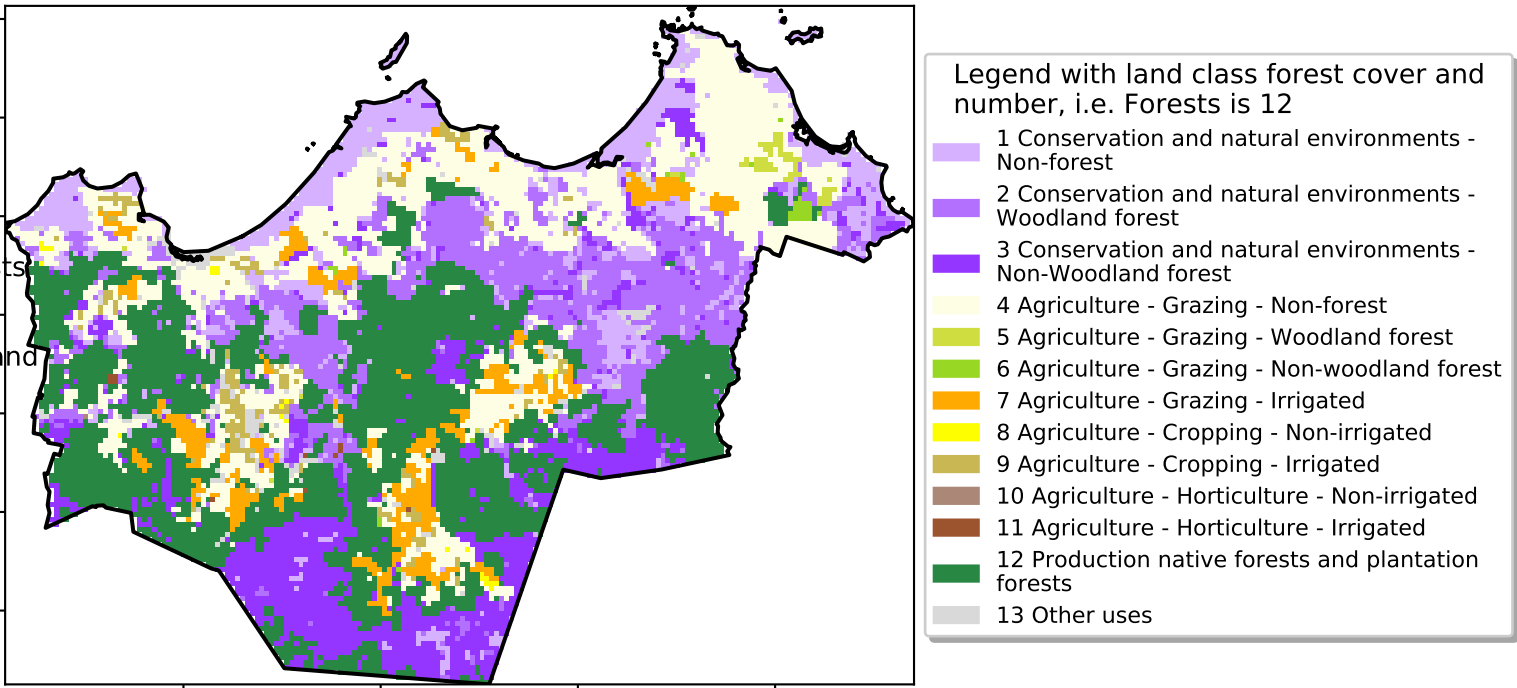 Legend with land class forest cover and
number, i.e. Forests is 12
1 Conservation and natural environments -
Non-forest
2 Conservation and natural environments -
Woodland forest
3 Conservation and natural environments -
Non-Woodland forest
4 Agriculture - Grazing - Non-forest
5 Agriculture - Grazing - Woodland forest
6 Agriculture - Grazing - Non-woodland forest
7 Agriculture - Grazing - Irrigated
8 Agriculture - Cropping - Non-irrigated
9 Agriculture - Cropping - Irrigated
10 Agriculture - Horticulture - Non-irrigated
11 Agriculture - Horticulture - Irrigated
12 Production native forests and plantation
forests
13 Other uses